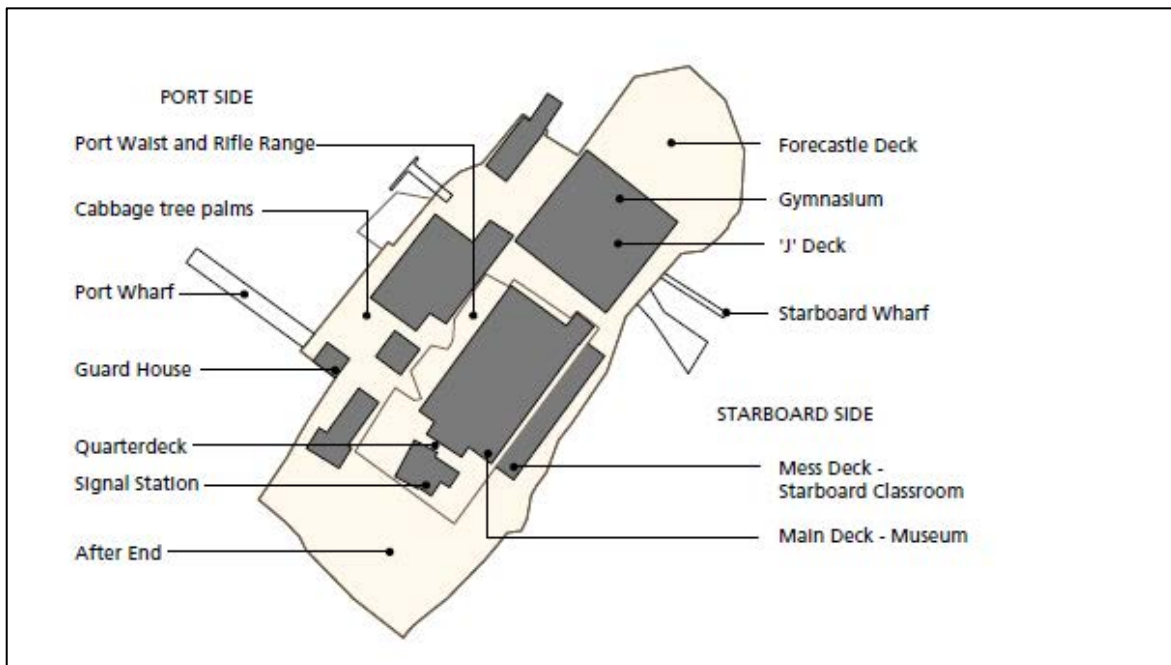 PORT SIDE
Port Waist and Rifle Range
Cabbage tree palms
Port Wharf
Guard House
Quarterdeck
Signal Station
After End
Forecastle Deck
Gymnasium
'J' Deck
Starboard Wharf
STARBOARD SIDE
Mess Deck -
Starboard Classroom
Main Deck - Museum